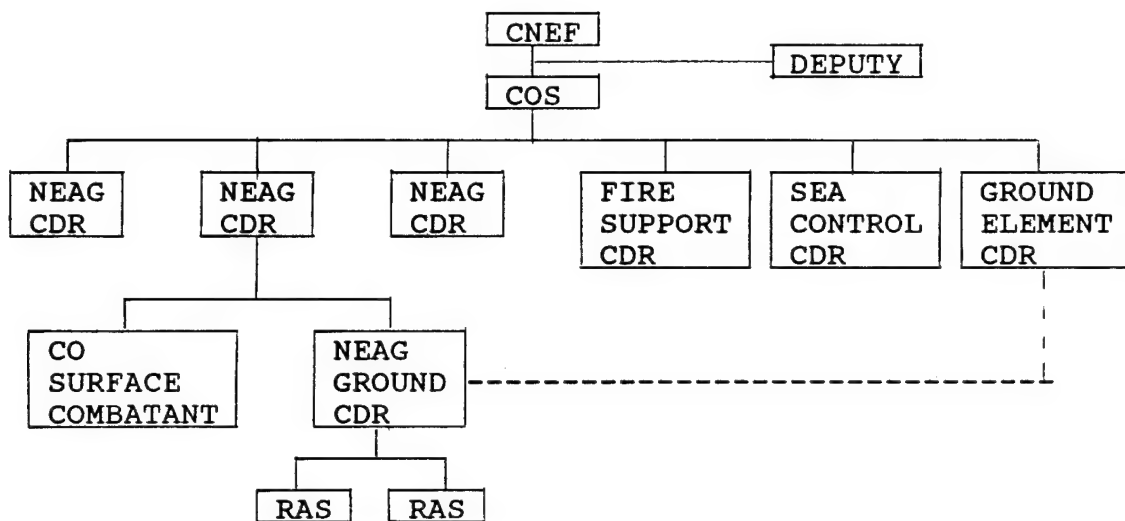 CNEF
DEPUTY
COS
NEAG
CDR
NEAG
CDR
NEAG
CDR
FIRE
SUPPORT
CDR
SEA
CONTROL
CDR
GROUND
ELEMENT
CDR
CO
SURFACE
COMBATANT
NEAG
GROUND
CDR
RAS
RAS